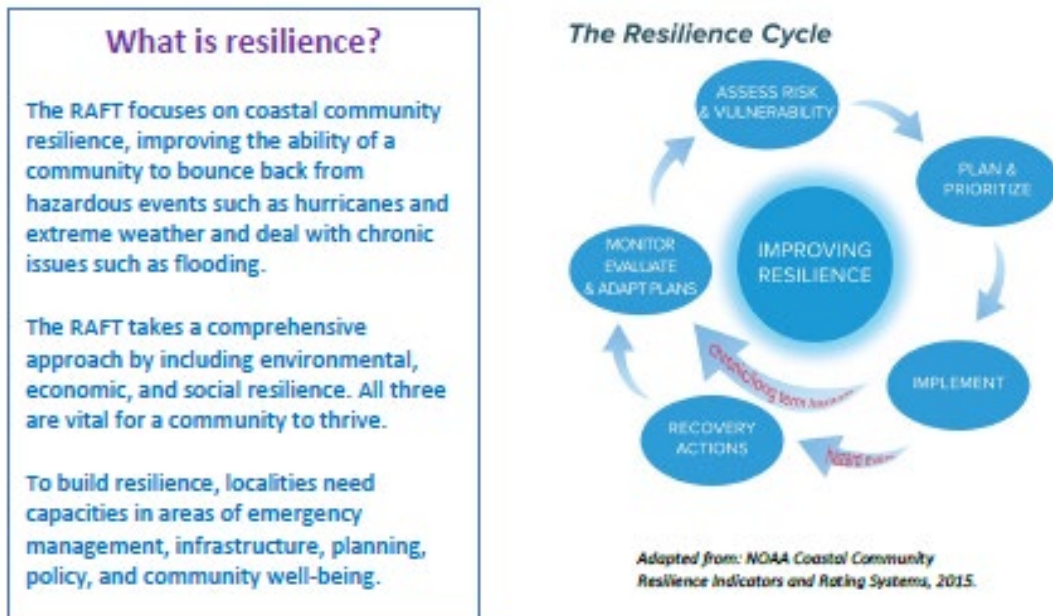 What is resilience?
The RAFT focuses on coastal community
resilience, improving the ability of a
community to bounce back from
hazardous events such as hurricanes and
extreme weather and deal with chronic
issues such as flooding.
The RAFT takes a comprehensive
approach by including environmental,
economic, and social resilience. All three
are vital for a community to thrive.
To build resilience, localities need
capacities in areas of emergency
management, infrastructure, planning,
policy, and community well-being.
The Resilience Cycle
ASSESS RISK
& VULNERABILITY
PLAN &
PRIORITIZE
IMPROVING
RESILIENCE
MONITOR
EVALUATE
& ADAPT PLANS
IMPLEMENT
chronic/long term
RECOVERY
ACTIONS
hazard
Adapted from: NOAA Coastal Community
Resilience Indicators and Rating Systems, 2015.